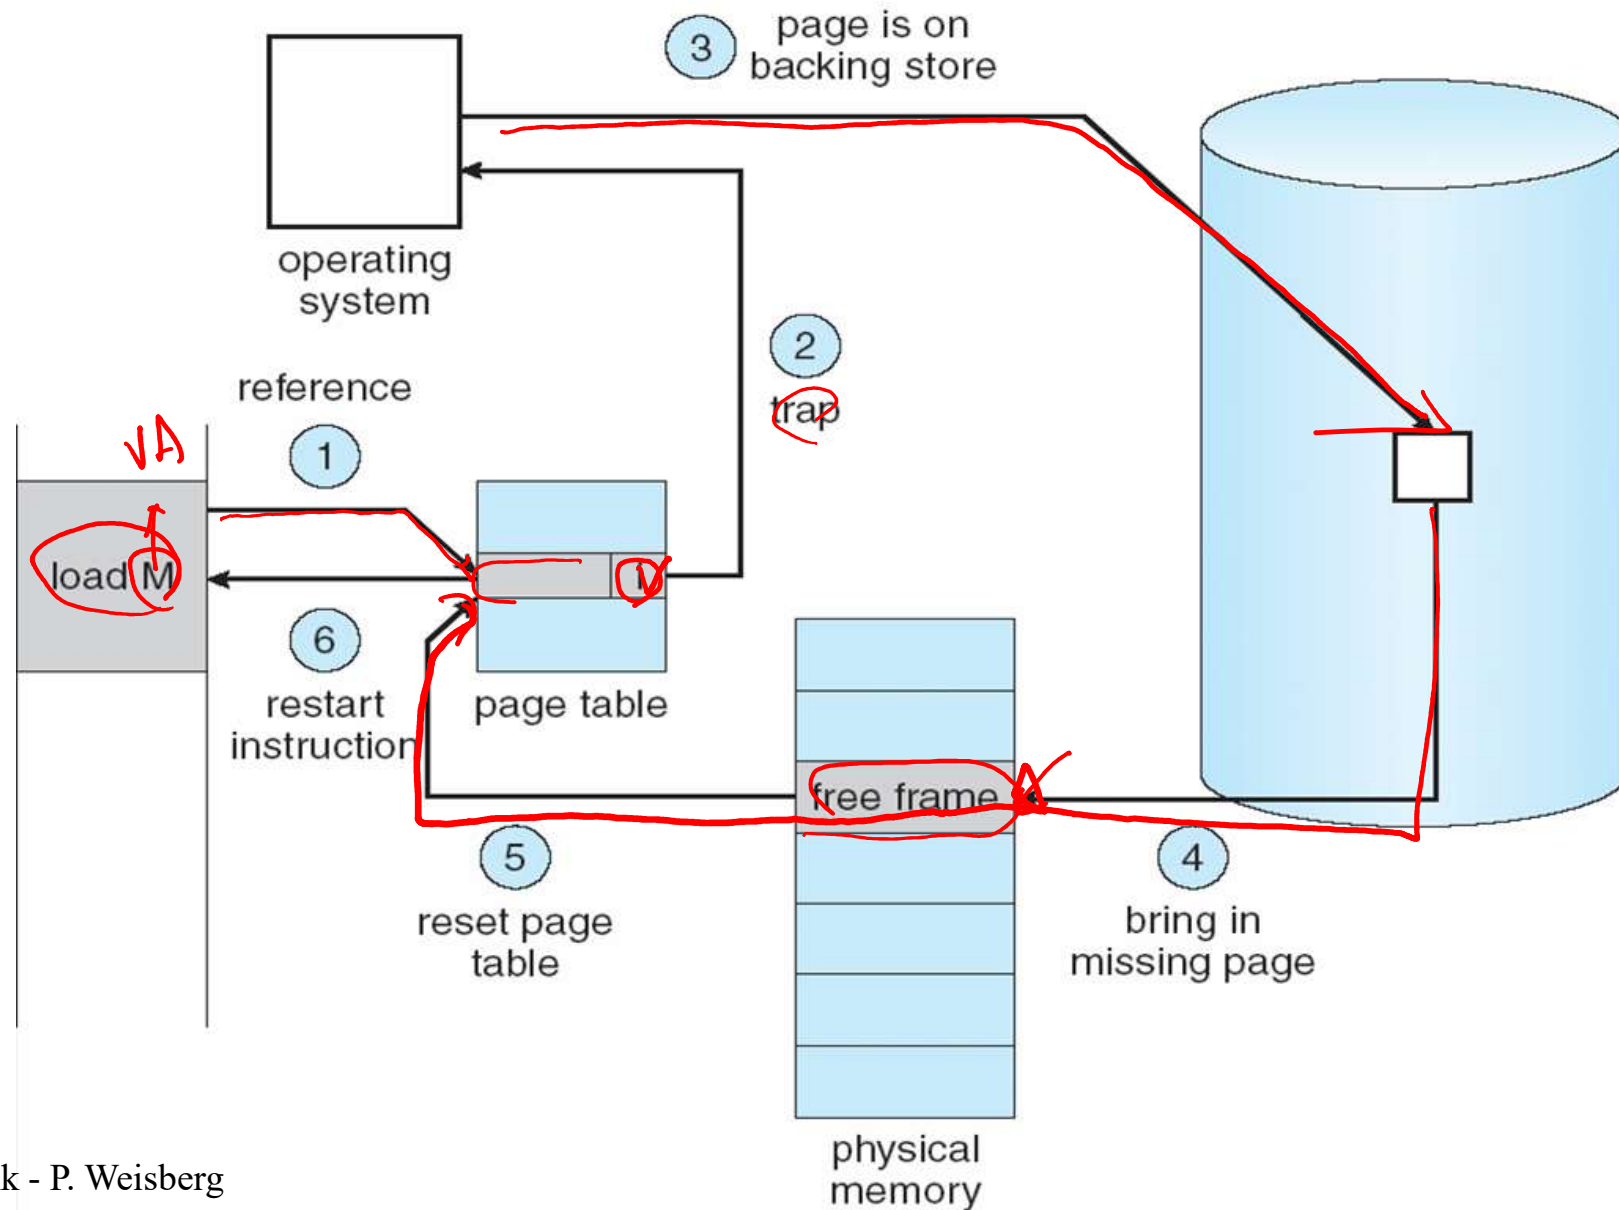 3
page is on
backing store
operating
system
2
trap
reference
1
VA
load M
i
6
restart
instruction
page table
free frame
5
reset page
table
4
bring in
missing page
physical
memory
k - P. Weisberg